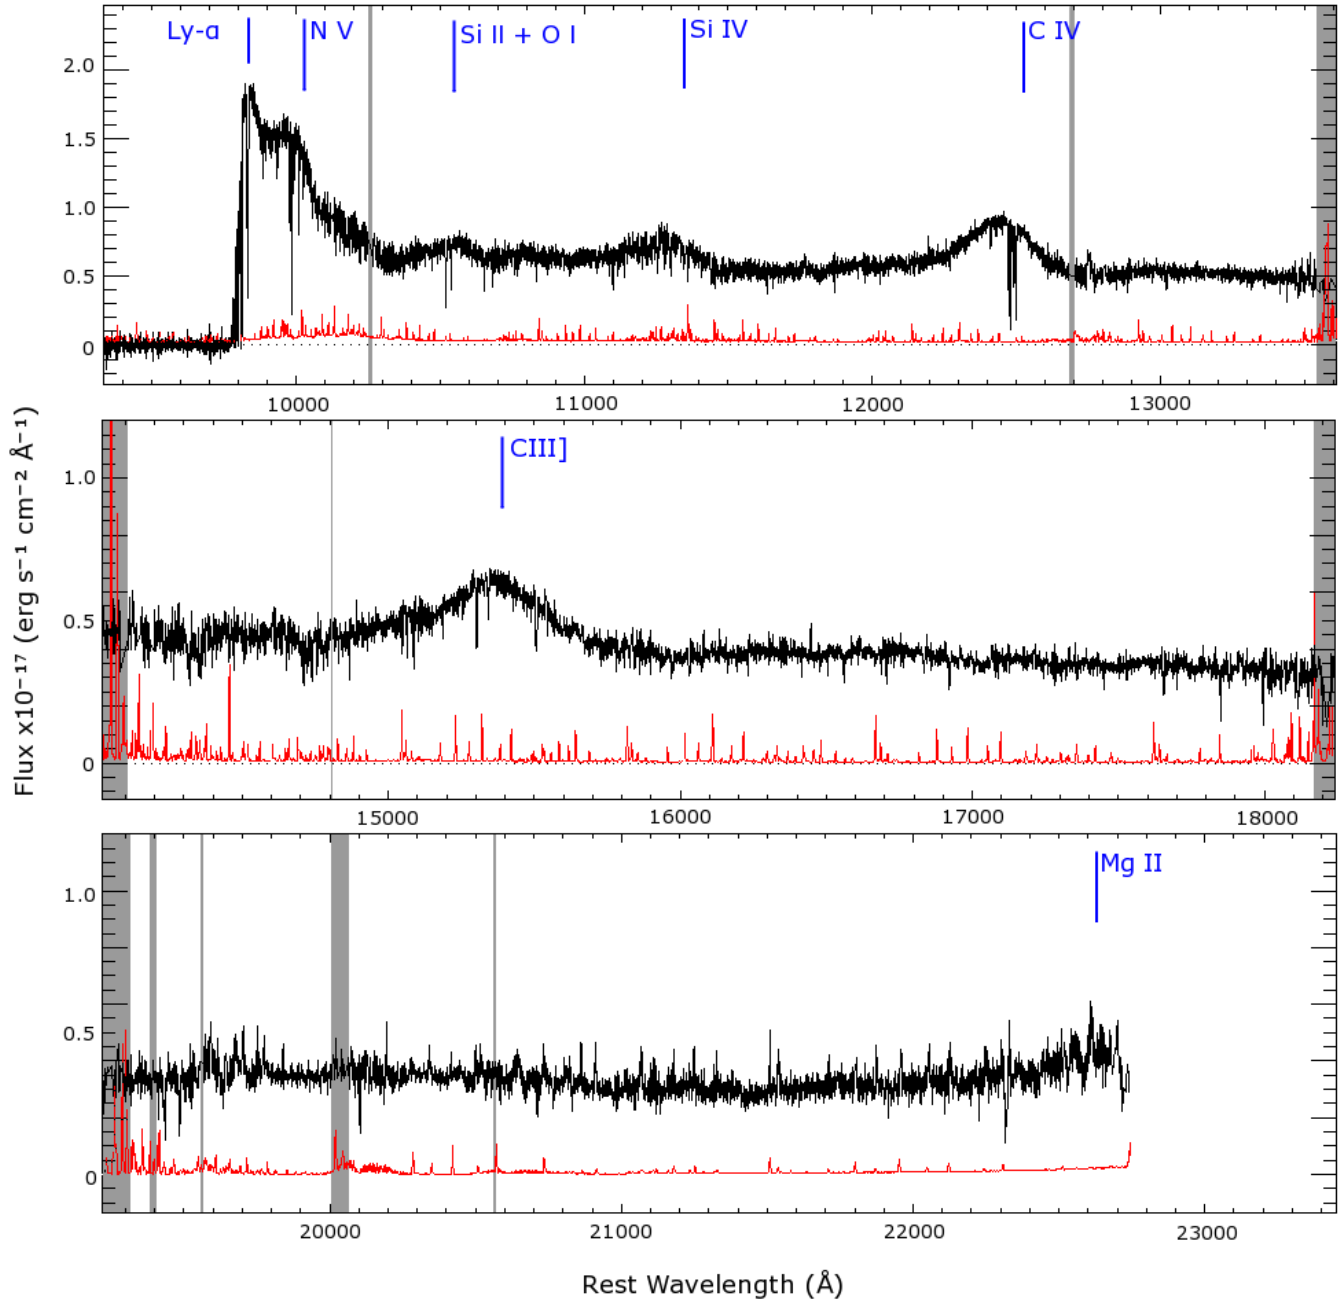 Ly-α
N V
Si II + O I
Si IV
C IV
2.0
1.5
1.0
0.5
0
10000
11000
12000
13000
CIII]
1.0
0.5
0
15000
16000
17000
18000
Mg II
1.0
0.5
0
20000
21000
22000
23000
Flux x10⁻¹⁷ (erg s⁻¹ cm⁻² Å⁻¹)
Rest Wavelength (Å)